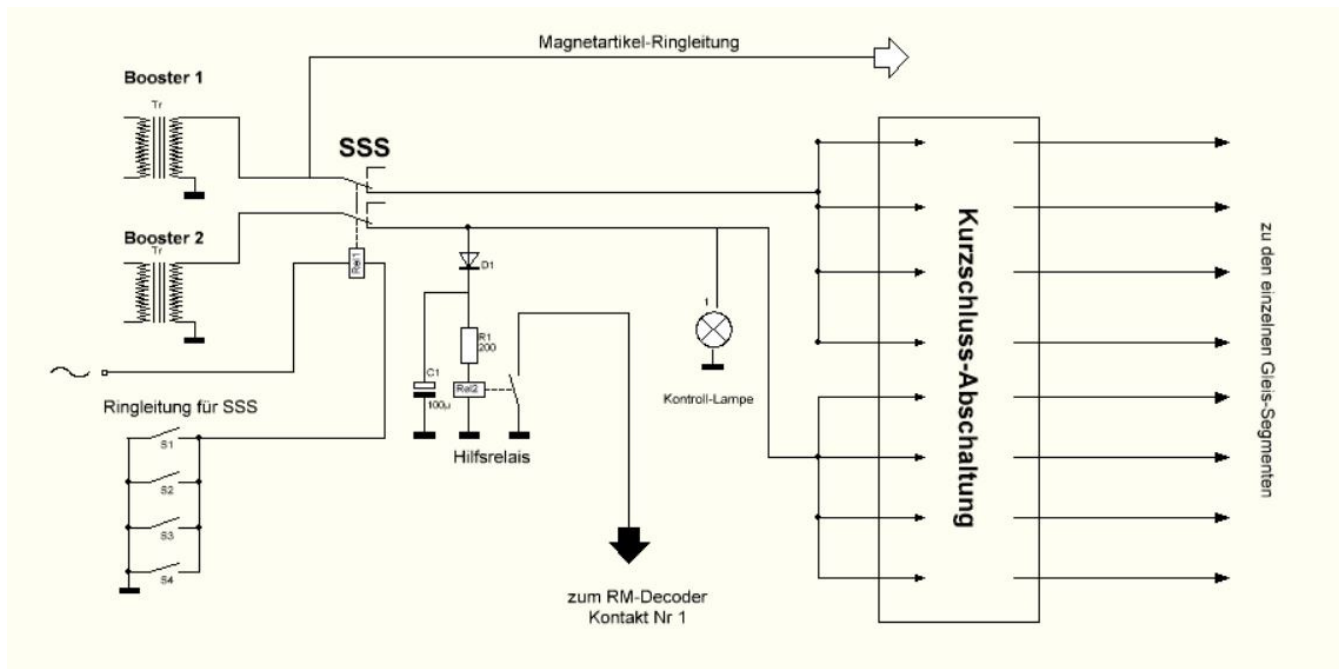 Magnetartikel-Ringleitung
Booster 1
Tr
SSS
Booster 2
Tr
Rel1
D1
R1
200
C1
100µ
Rel2
1
Kontroll-Lampe
Ringleitung für SSS
S1
S2
S3
S4
Hilfsrelais
zum RM-Decoder
Kontakt Nr 1
Kurzschluss-Abschaltung
zu den einzelnen Gleis-Segmenten